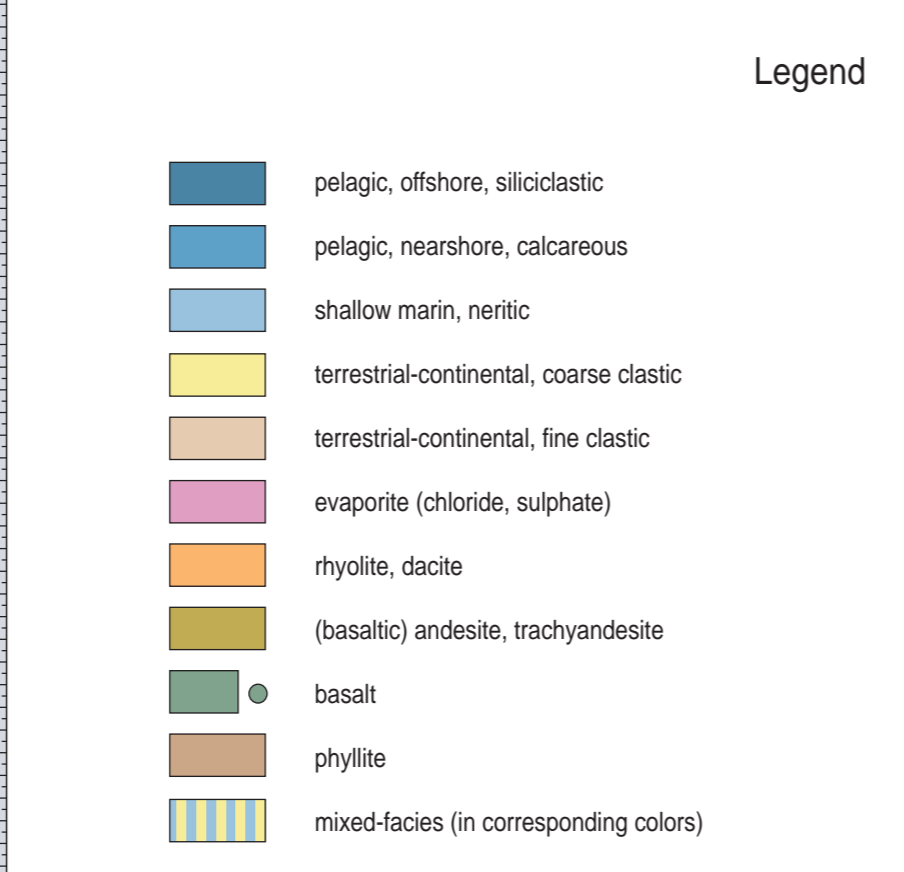 Legend
pelagic, offshore, siliciclastic
pelagic, nearshore, calcareous
shallow marin, neritic
terrestrial-continental, coarse clastic
terrestrial-continental, fine clastic
evaporite (chloride, sulphate)
rhyolite, dacite
(basaltic) andesite, trachyandesite
basalt
phyllite
mixed-facies (in corresponding colors)